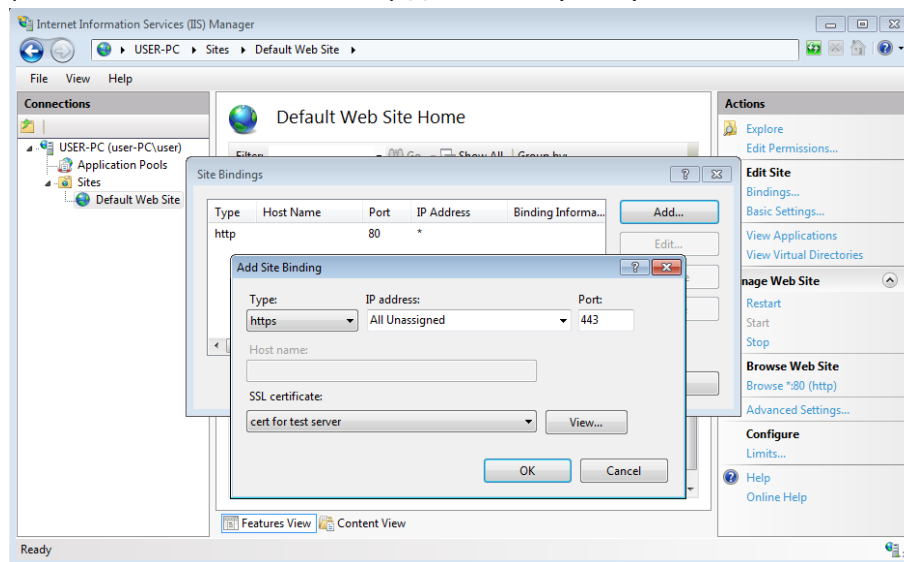 Internet Information Services (IIS) Manager
USER-PC Sites Default Web Site
File View Help
Connections
USER-PC (user-PC\user)
Application Pools
Sites
Default Web Site
Default Web Site Home
Go Show All Group by:
Site Bindings
Type Host Name Port IP Address Binding Informa...
http 80 *
Add...
Edit...
Add Site Binding
Type: IP address: Port:
https All Unassigned 443
Host name:
SSL certificate:
cert for test server View...
OK Cancel
Features View Content View
Ready
Actions
Explore
Edit Permissions...
Edit Site
Bindings...
Basic Settings...
View Applications
View Virtual Directories
nage Web Site
Restart
Start
Stop
Browse Web Site
Browse *:80 (http)
Advanced Settings...
Configure
Limits...
Help
Online Help